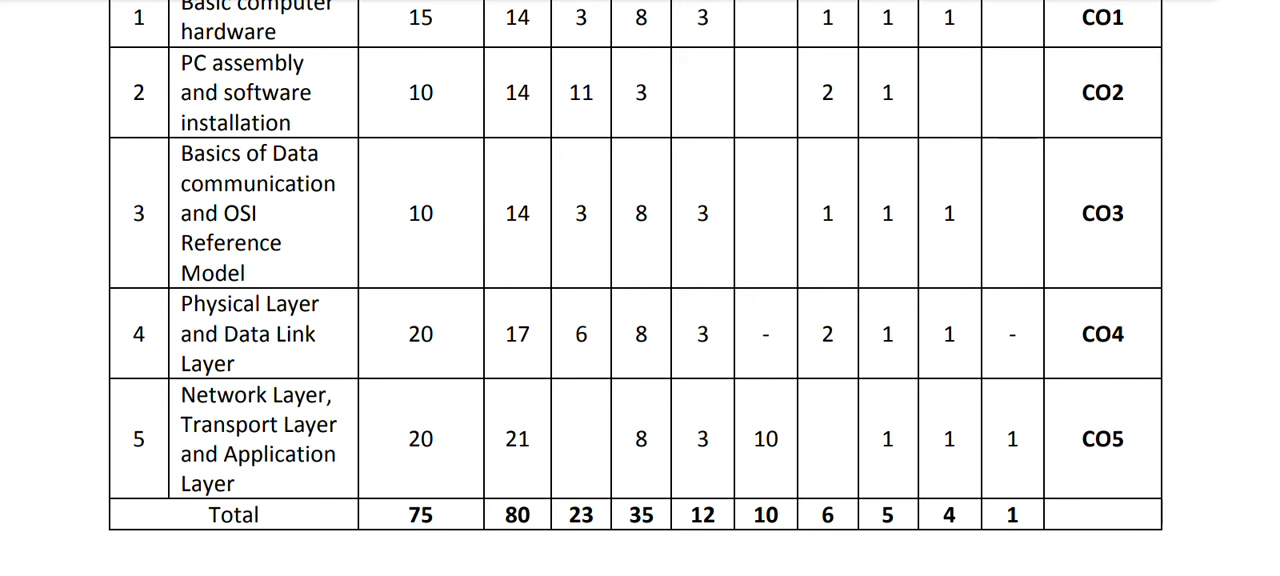 Basic computer
1 hardware 15 14 3 8 3 1 1 1 CO1
PC assembly
2 and software 10 14 11 3 2 1 CO2
installation
Basics of Data
communication
3 and OSI 10 14 3 8 3 1 1 1 CO3
Reference
Model
Physical Layer
4 and Data Link 20 17 6 8 3 - 2 1 1 - CO4
Layer
Network Layer,
Transport Layer
5 and Application 20 21 8 3 10 1 1 1 CO5
Layer
Total 75 80 23 35 12 10 6 5 4 1